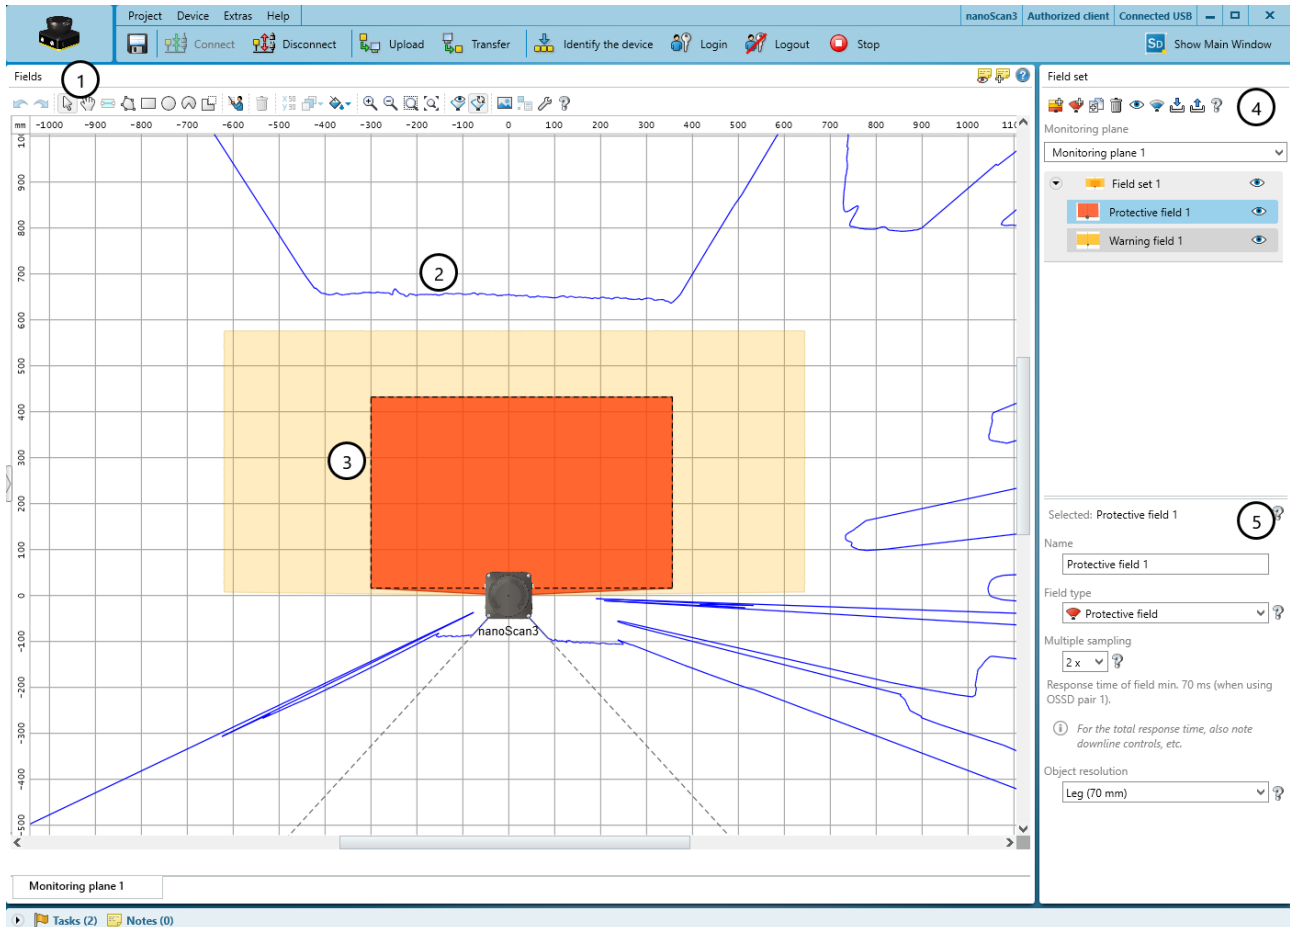 Project Device Extras Help
nanoScan3 Authorized client Connected USB
Connect Disconnect Upload Transfer Identify the device Login Logout Stop
SD Show Main Window
Fields
1
mm -1000 -900 -800 -700 -600 -500 -400 -300 -200 -100 0 100 200 300 400 500 600 700 800 900 1000
900
800
700
600
500
400
300
200
100
0
-100
-200
-300
-400
-500
2
3
nanoScan3
Monitoring plane 1
Field set
4
Monitoring plane
Monitoring plane 1
Field set 1
Protective field 1
Warning field 1
Selected: Protective field 1
5
Name
Protective field 1
Field type
Protective field
Multiple sampling
2 x
Response time of field min. 70 ms (when using
OSSD pair 1).
For the total response time, also note
downline controls, etc.
Object resolution
Leg (70 mm)
Tasks (2) Notes (0)